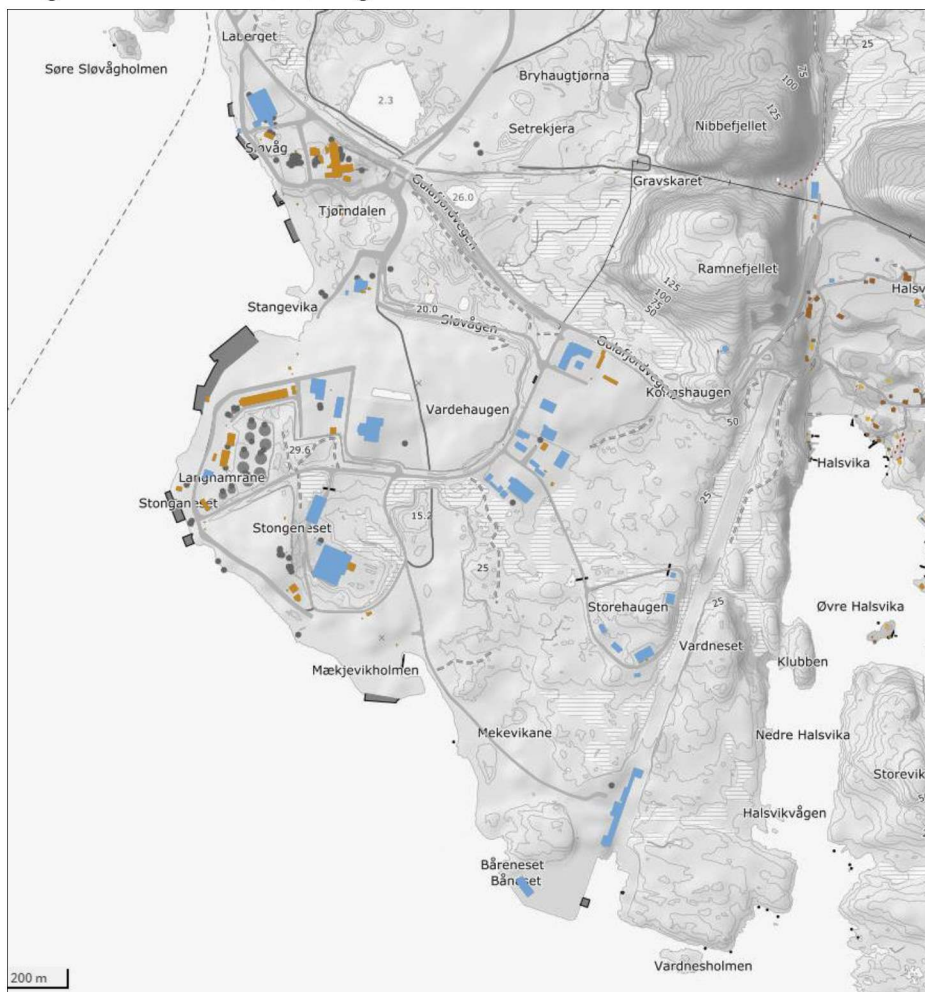 Laberget
25
Søre Sløvågholmen
75
100
125
Bryhaugtjørna
2.3
Setrekjera
Nibbefjellet
Sløvåg
Gravskaret
Gulafjordvegen
26.0
Tjørndalen
Ramnefjellet
125
100
75
50
Halsv
Stangevika
20.0
Sløvågen
Gulafjordvegen
Vardehaugen
50
29.6
Halsvika
Langhamrane
Stonganeset
15.2
25
Stongeneset
25
Storehaugen
25
Øvre Halsvika
Vardneset
Klubben
Mækjevikholmen
Mekevikane
Nedre Halsvika
Storevik
Halsvikvågen
Båreneset
Båneset
Vardnesholmen
200 m